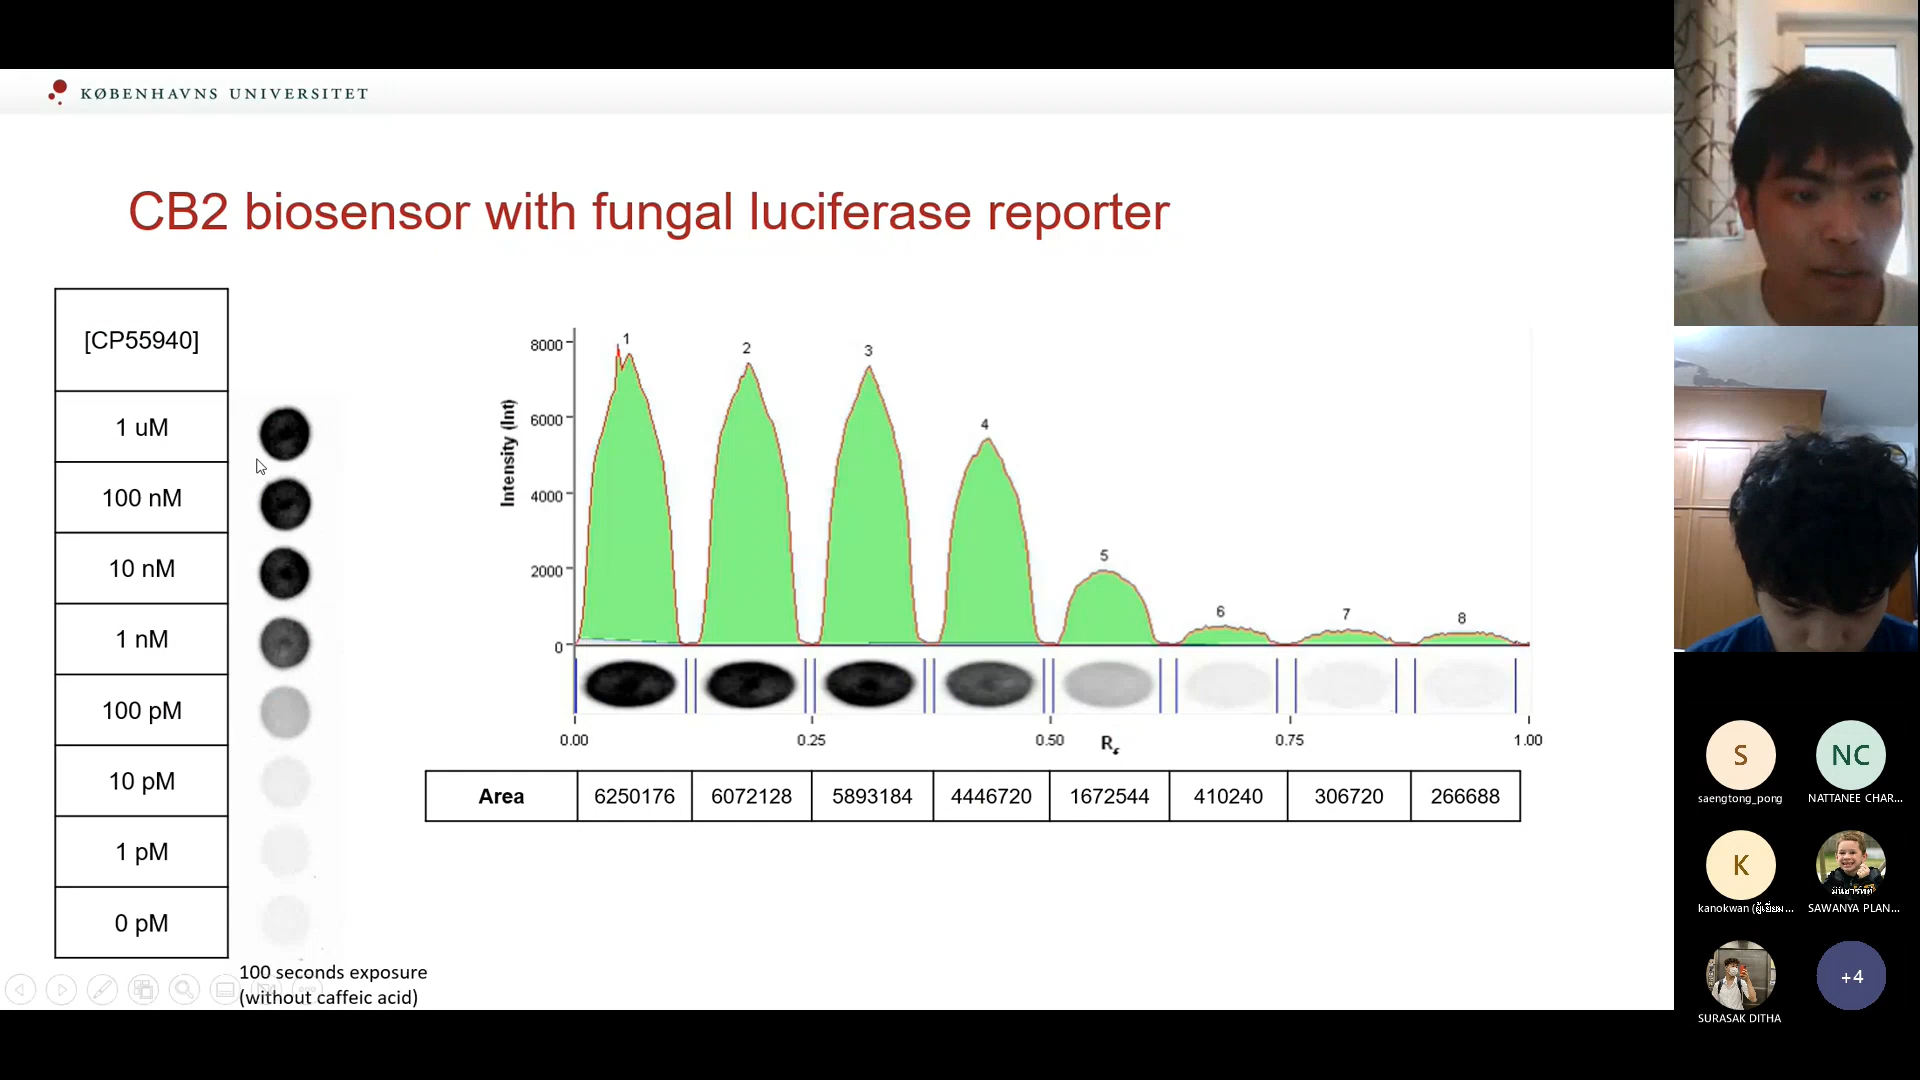 KØBENHAVNS UNIVERSITET
CB2 biosensor with fungal luciferase reporter
[CP55940]
1 uM
100 nM
10 nM
1 nM
100 pM
10 pM
1 pM
0 pM
100 seconds exposure
(without caffeic acid)
Intensity (Int)
8000
6000
4000
2000
0
1
2
3
4
5
6
7
8
0.00
0.25
0.50
0.75
1.00
Area
6250176
6072128
5893184
4446720
1672544
410240
306720
266688
S
saengtong_pong
NC
NATTANEE CHAR...
K
kanokwan (ผู้เยี่ยม...
SAWANYA PLAN...
SURASAK DITHA
+4